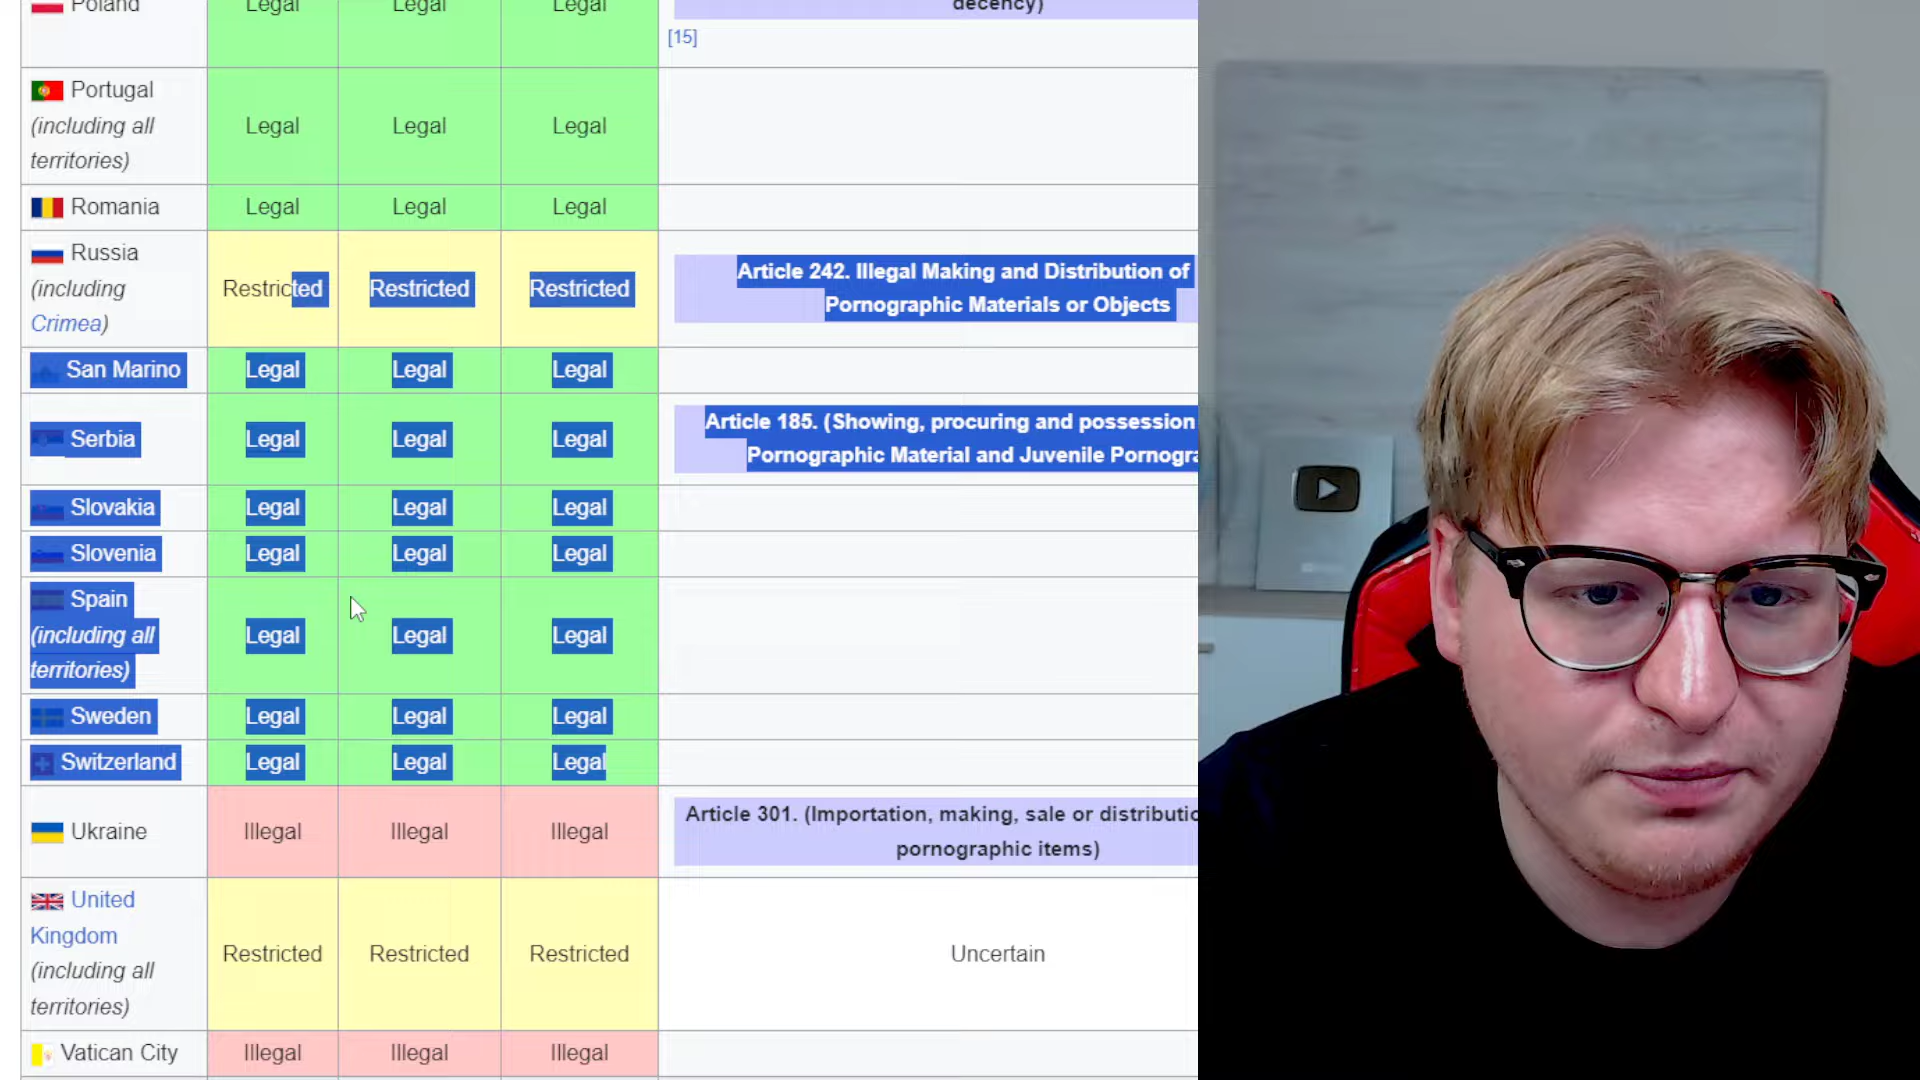 Poland Legal Legal Legal decency)
[15]
Portugal
(including all
territories) Legal Legal Legal
Romania Legal Legal Legal
Russia
(including
Crimea) Restricted Restricted Restricted Article 242. Illegal Making and Distribution of
Pornographic Materials or Objects
San Marino Legal Legal Legal
Serbia Legal Legal Legal Article 185. (Showing, procuring and possession
Pornographic Material and Juvenile Pornogra
Slovakia Legal Legal Legal
Slovenia Legal Legal Legal
Spain
(including all
territories) Legal Legal Legal
Sweden Legal Legal Legal
Switzerland Legal Legal Legal
Ukraine Illegal Illegal Illegal Article 301. (Importation, making, sale or distributio
pornographic items)
United
Kingdom
(including all
territories) Restricted Restricted Restricted Uncertain
Vatican City Illegal Illegal Illegal